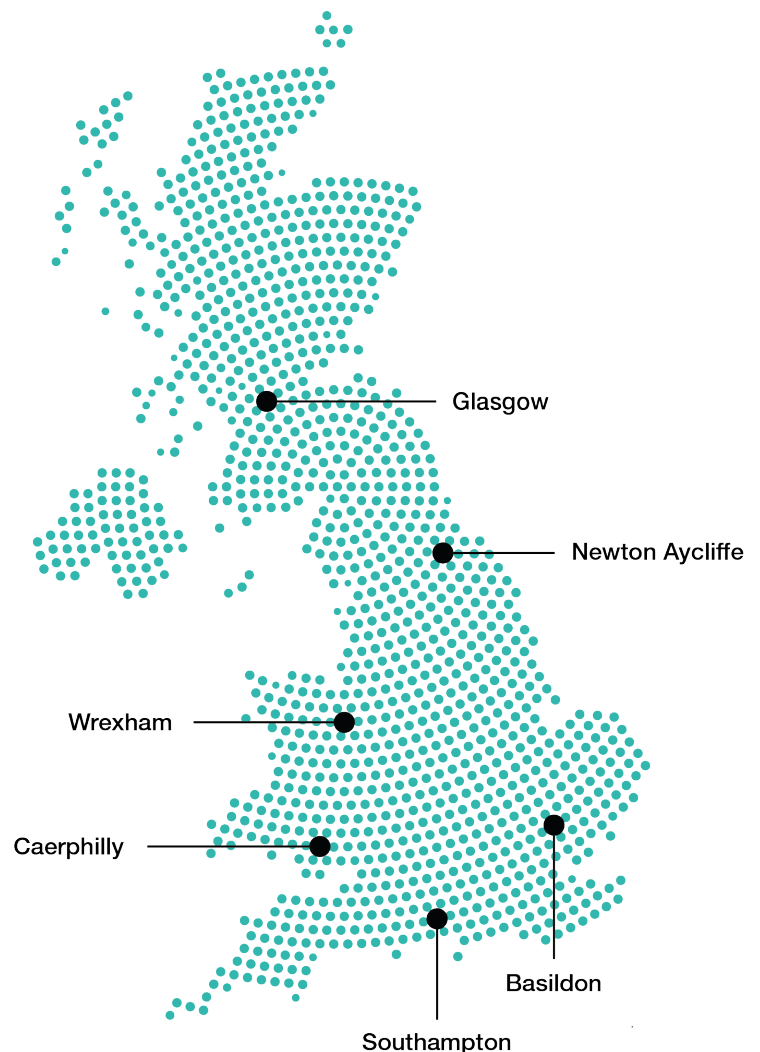 Glasgow
Newton Aycliffe
Wrexham
Caerphilly
Basildon
Southampton